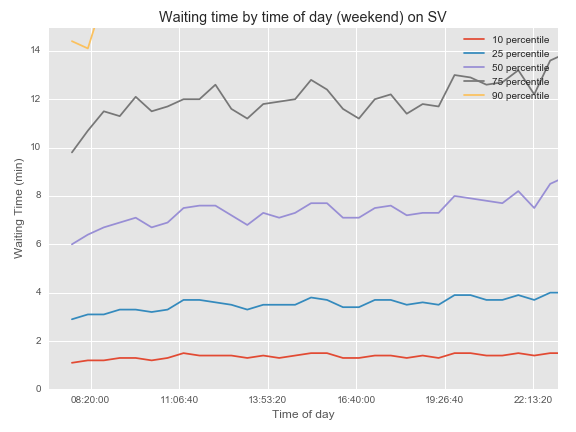 Waiting time by time of day (weekend) on SV
14
12
10
8
6
4
2
0
Waiting Time (min)
10 percentile
25 percentile
50 percentile
75 percentile
90 percentile
08:20:00 11:06:40 13:53:20 16:40:00 19:26:40 22:13:20
Time of day